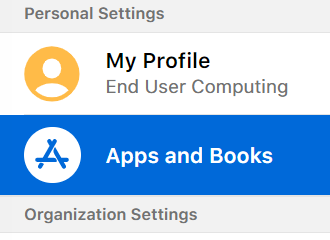 Personal Settings
My Profile
End User Computing
Apps and Books
Organization Settings